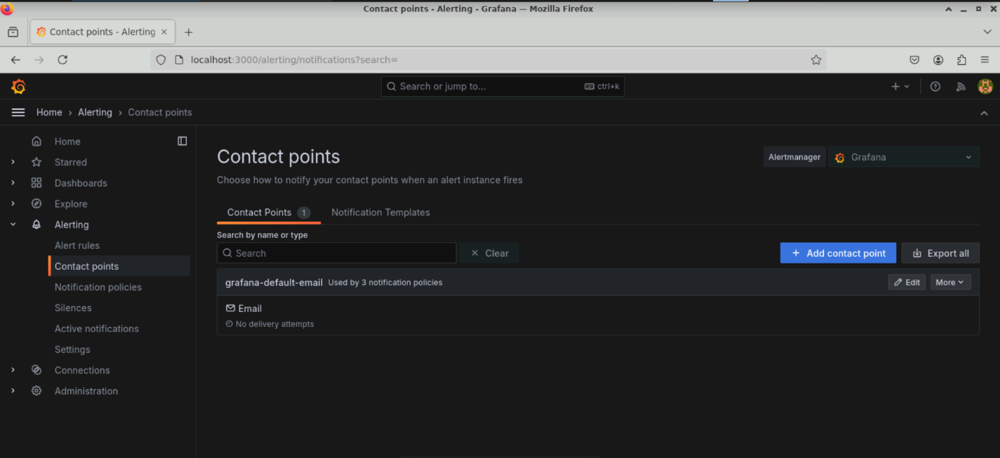 Contact points - Alerting - Grafana — Mozilla Firefox
Contact points - Alerting
localhost:3000/alerting/notifications?search=
Search or jump to... ctrl+k
Home › Alerting › Contact points
Home
Starred
Dashboards
Explore
Alerting
Alert rules
Contact points
Notification policies
Silences
Active notifications
Settings
Connections
Administration
Contact points
Alertmanager Grafana
Choose how to notify your contact points when an alert instance fires
Contact Points 1 Notification Templates
Search by name or type
Search Clear Add contact point Export all
grafana-default-email Used by 3 notification policies Edit More
Email
No delivery attempts